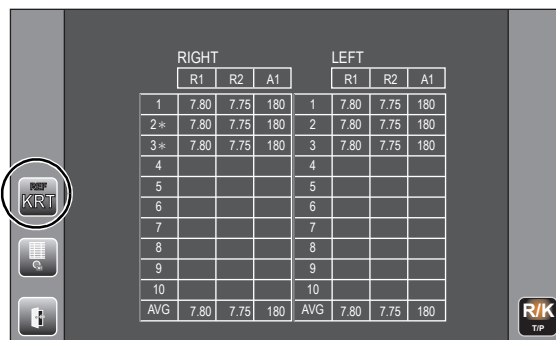 RIGHT LEFT
R1 R2 A1 R1 R2 A1
1 7.80 7.75 180 1 7.80 7.75 180
2* 7.80 7.75 180 2 7.80 7.75 180
3* 7.80 7.75 180 3 7.80 7.75 180
4 4
5 5
REF
KRT
6 6
7 7
8 8
9 9
10 10
AVG 7.80 7.75 180 AVG 7.80 7.75 180
R/K
T/P